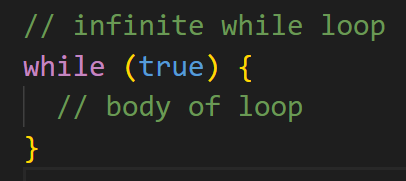 // infinite while loop
while (true) {
  // body of loop
}